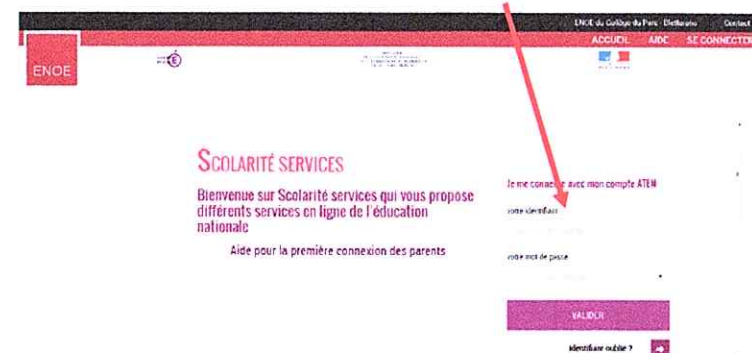 ENOE du Collège du Parc - Dietterano Contact
ACCUEIL AIDE SE CONNECTER
ENOE
SCOLARITÉ SERVICES
Bienvenue sur Scolarité services qui vous propose
différents services en ligne de l'éducation
nationale
Aide pour la première connexion des parents
Je me connecte avec mon compte ATEN
votre identifiant
votre mot de passe
VALIDER
Identifiant oublié ?